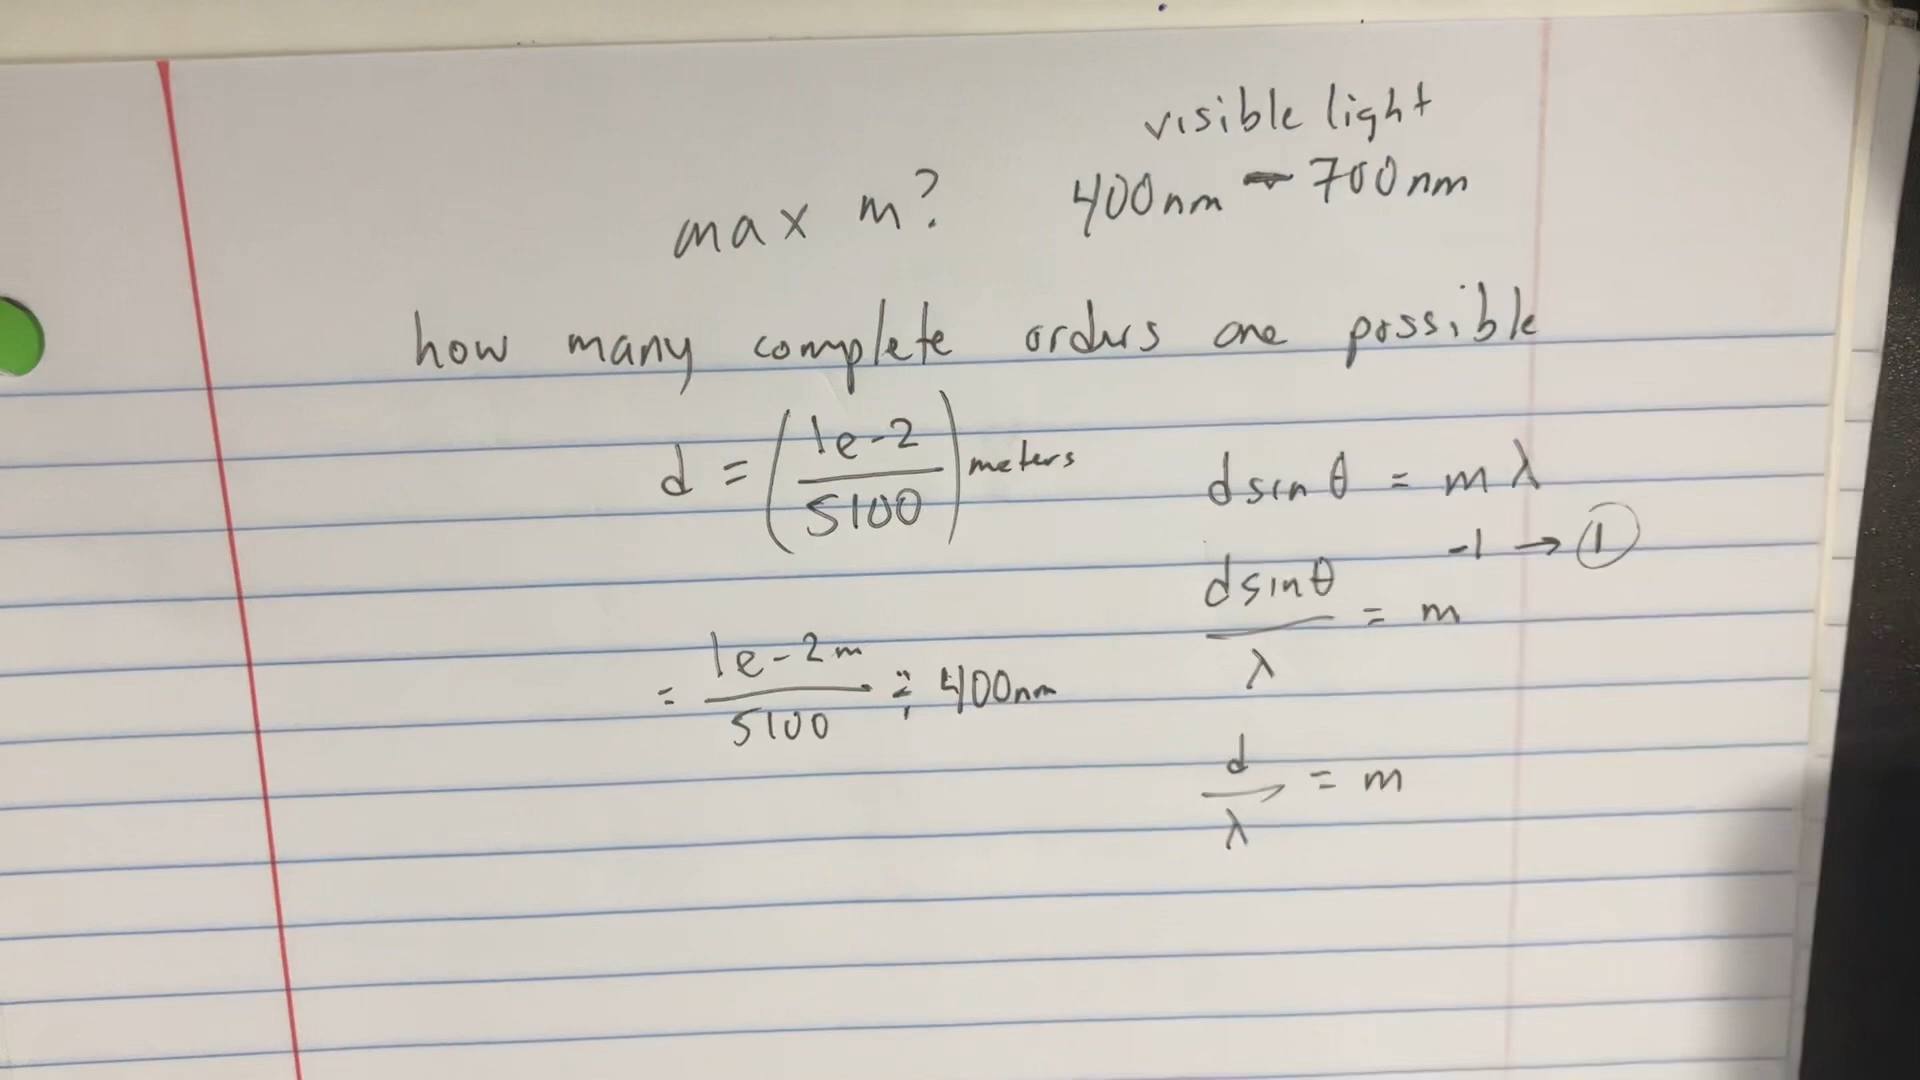 visible light
max m? 400nm - 700nm
how many complete orders are possible
d = (1e-2 / 5100) meters
d sin θ = m λ
-1 → ①
d sin θ / λ = m
= 1e-2 m / 5100 ÷ 400nm
d / λ = m